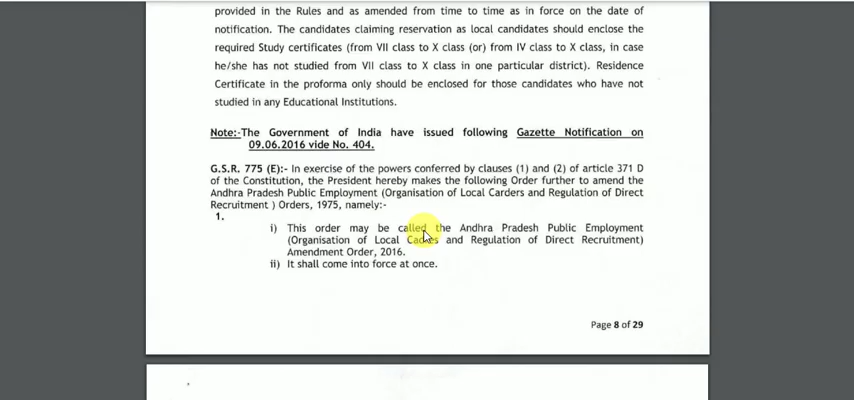 provided in the Rules and as amended from time to time as in force on the date of
notification. The candidates claiming reservation as local candidates should enclose the
required Study certificates (from VII class to X class (or) from IV class to X class, in case
he/she has not studied from VII class to X class in one particular district). Residence
Certificate in the proforma only should be enclosed for those candidates who have not
studied in any Educational Institutions.
Note:-The Government of India have issued following Gazette Notification on
09.06.2016 vide No. 404.
G.S.R. 775 (E):- In exercise of the powers conferred by clauses (1) and (2) of article 371 D
of the Constitution, the President hereby makes the following Order further to amend the
Andhra Pradesh Public Employment (Organisation of Local Carders and Regulation of Direct
Recruitment ) Orders, 1975, namely:-
1.
i) This order may be called the Andhra Pradesh Public Employment
(Organisation of Local Cadres and Regulation of Direct Recruitment)
Amendment Order, 2016.
ii) It shall come into force at once.
Page 8 of 29